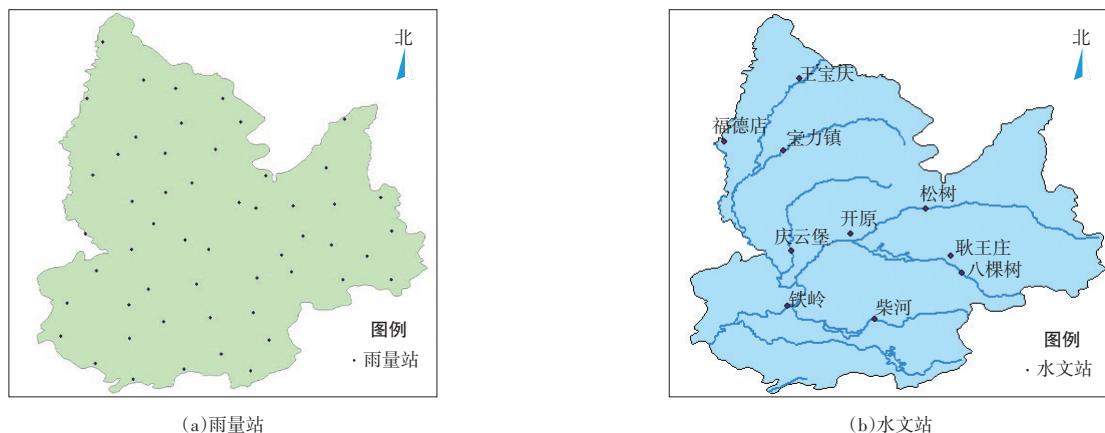 北
图例
·雨量站
(a)雨量站
北
王宝庆
福德店
宝力镇
松树
开原
庆云堡
耿王庄
八棵树
铁岭
柴河
图例
·水文站
(b)水文站